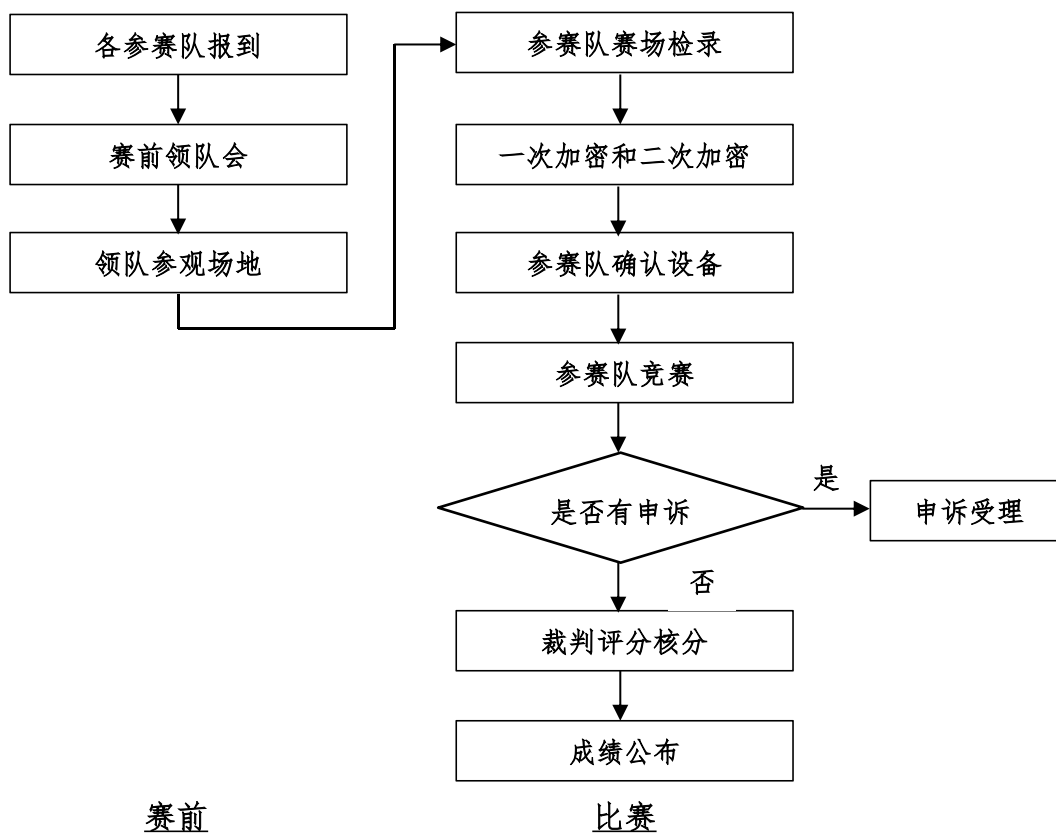 各参赛队报到
赛前领队会
领队参观场地
参赛队赛场检录
一次加密和二次加密
参赛队确认设备
参赛队竞赛
是否有申诉
是
申诉受理
否
裁判评分核分
成绩公布
赛前
比赛